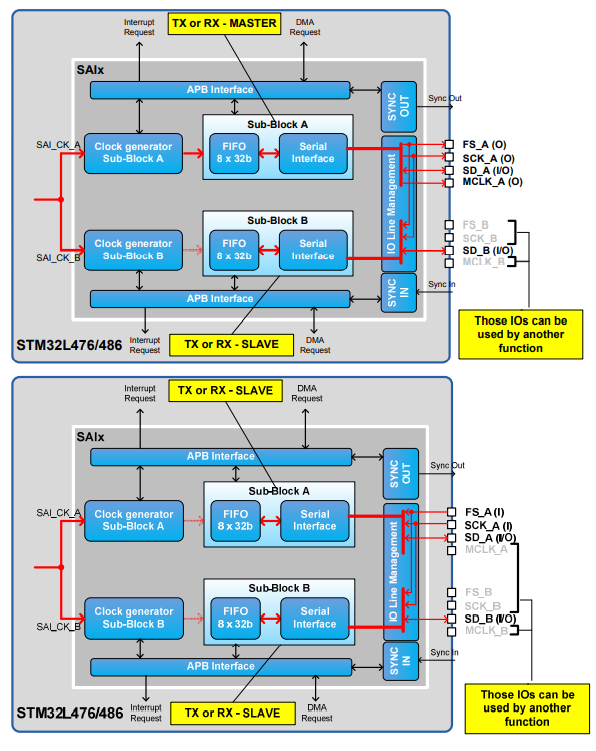 Interrupt
Request
TX or RX - MASTER
DMA
Request
SAIx
APB Interface
SYNC
OUT
Sync Out
SAI_CK_A
Clock generator
Sub-Block A
Sub-Block A
FIFO
8 x 32b
Serial
Interface
IO Line Management
FS_A (O)
SCK_A (O)
SD_A (I/O)
MCLK_A (O)
SAI_CK_B
Clock generator
Sub-Block B
Sub-Block B
FIFO
8 x 32b
Serial
Interface
FS_B
SCK_B
SD_B (I/O)
MCLK_B
APB Interface
SYNC
IN
Sync In
Interrupt
Request
TX or RX - SLAVE
DMA
Request
STM32L476/486
Those IOs can be
used by another
function
Interrupt
Request
TX or RX - SLAVE
DMA
Request
SAIx
APB Interface
SYNC
OUT
Sync Out
SAI_CK_A
Clock generator
Sub-Block A
Sub-Block A
FIFO
8 x 32b
Serial
Interface
IO Line Management
FS_A (I)
SCK_A (I)
SD_A (I/O)
MCLK_A
SAI_CK_B
Clock generator
Sub-Block B
Sub-Block B
FIFO
8 x 32b
Serial
Interface
FS_B
SCK_B
SD_B (I/O)
MCLK_B
APB Interface
SYNC
IN
Sync In
Interrupt
Request
TX or RX - SLAVE
DMA
Request
STM32L476/486
Those IOs can be
used by another
function